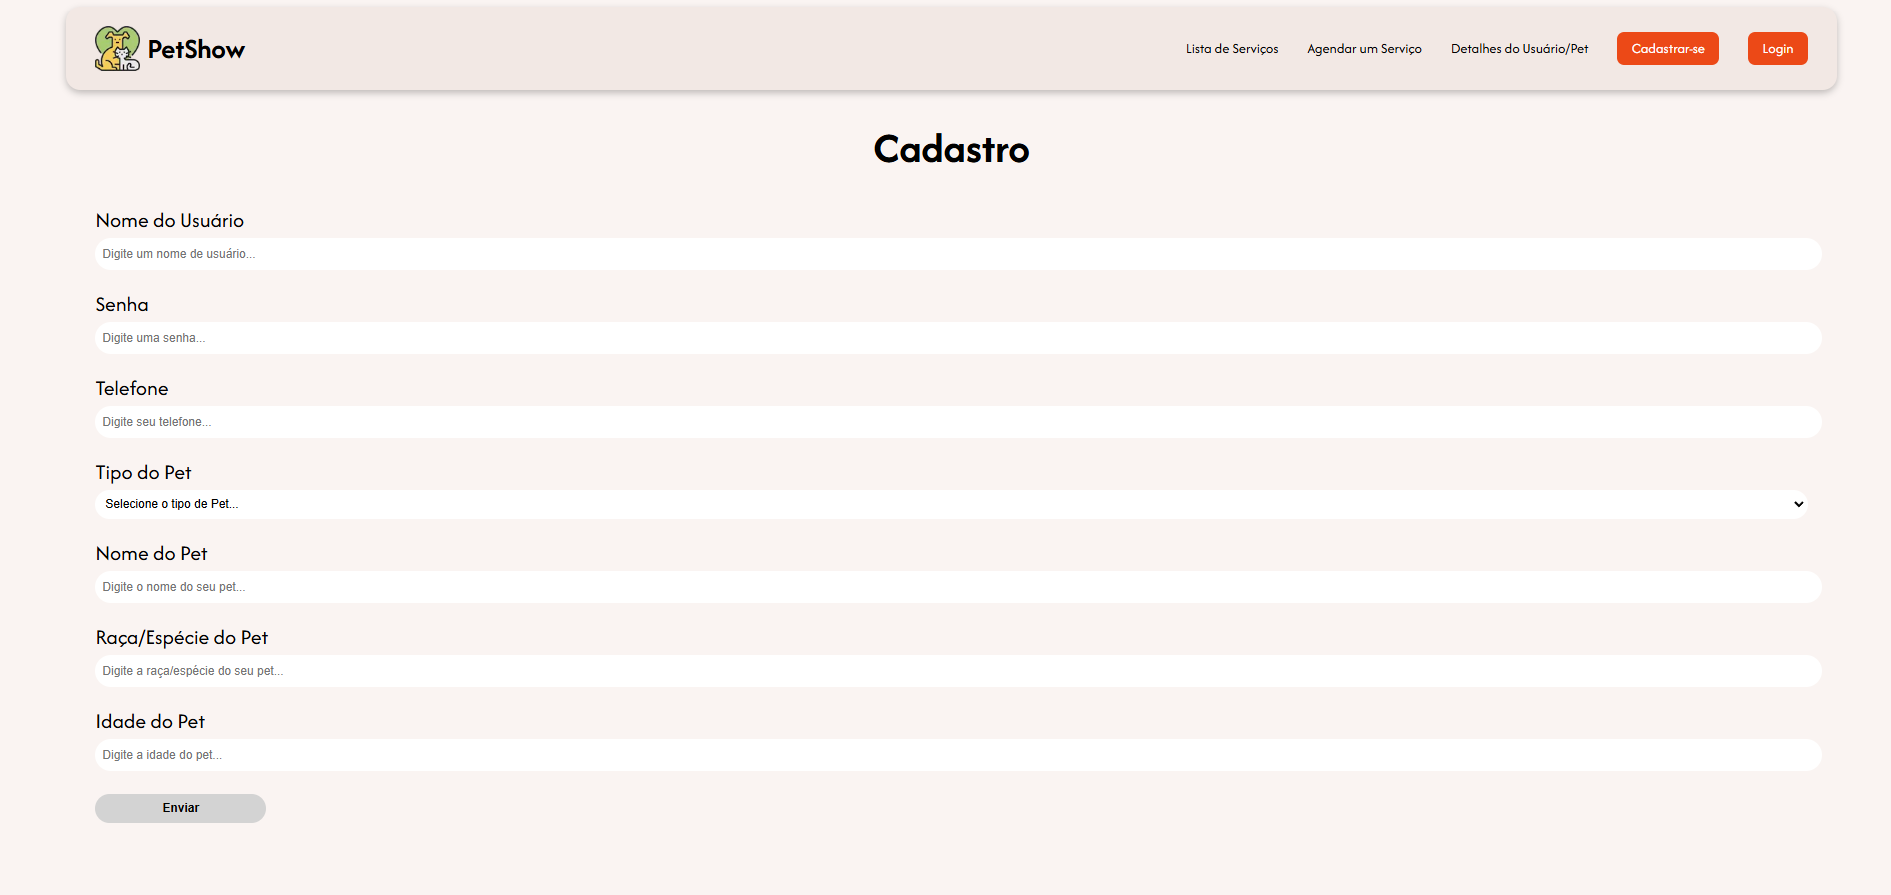 PetShow
Lista de Serviços
Agendar um Serviço
Detalhes do Usuário/Pet
Cadastrar-se
Login
Cadastro
Nome do Usuário
Digite um nome de usuário...
Senha
Digite uma senha...
Telefone
Digite seu telefone...
Tipo do Pet
Selecione o tipo de Pet...
Nome do Pet
Digite o nome do seu pet...
Raça/Espécie do Pet
Digite a raça/espécie do seu pet...
Idade do Pet
Digite a idade do pet...
Enviar